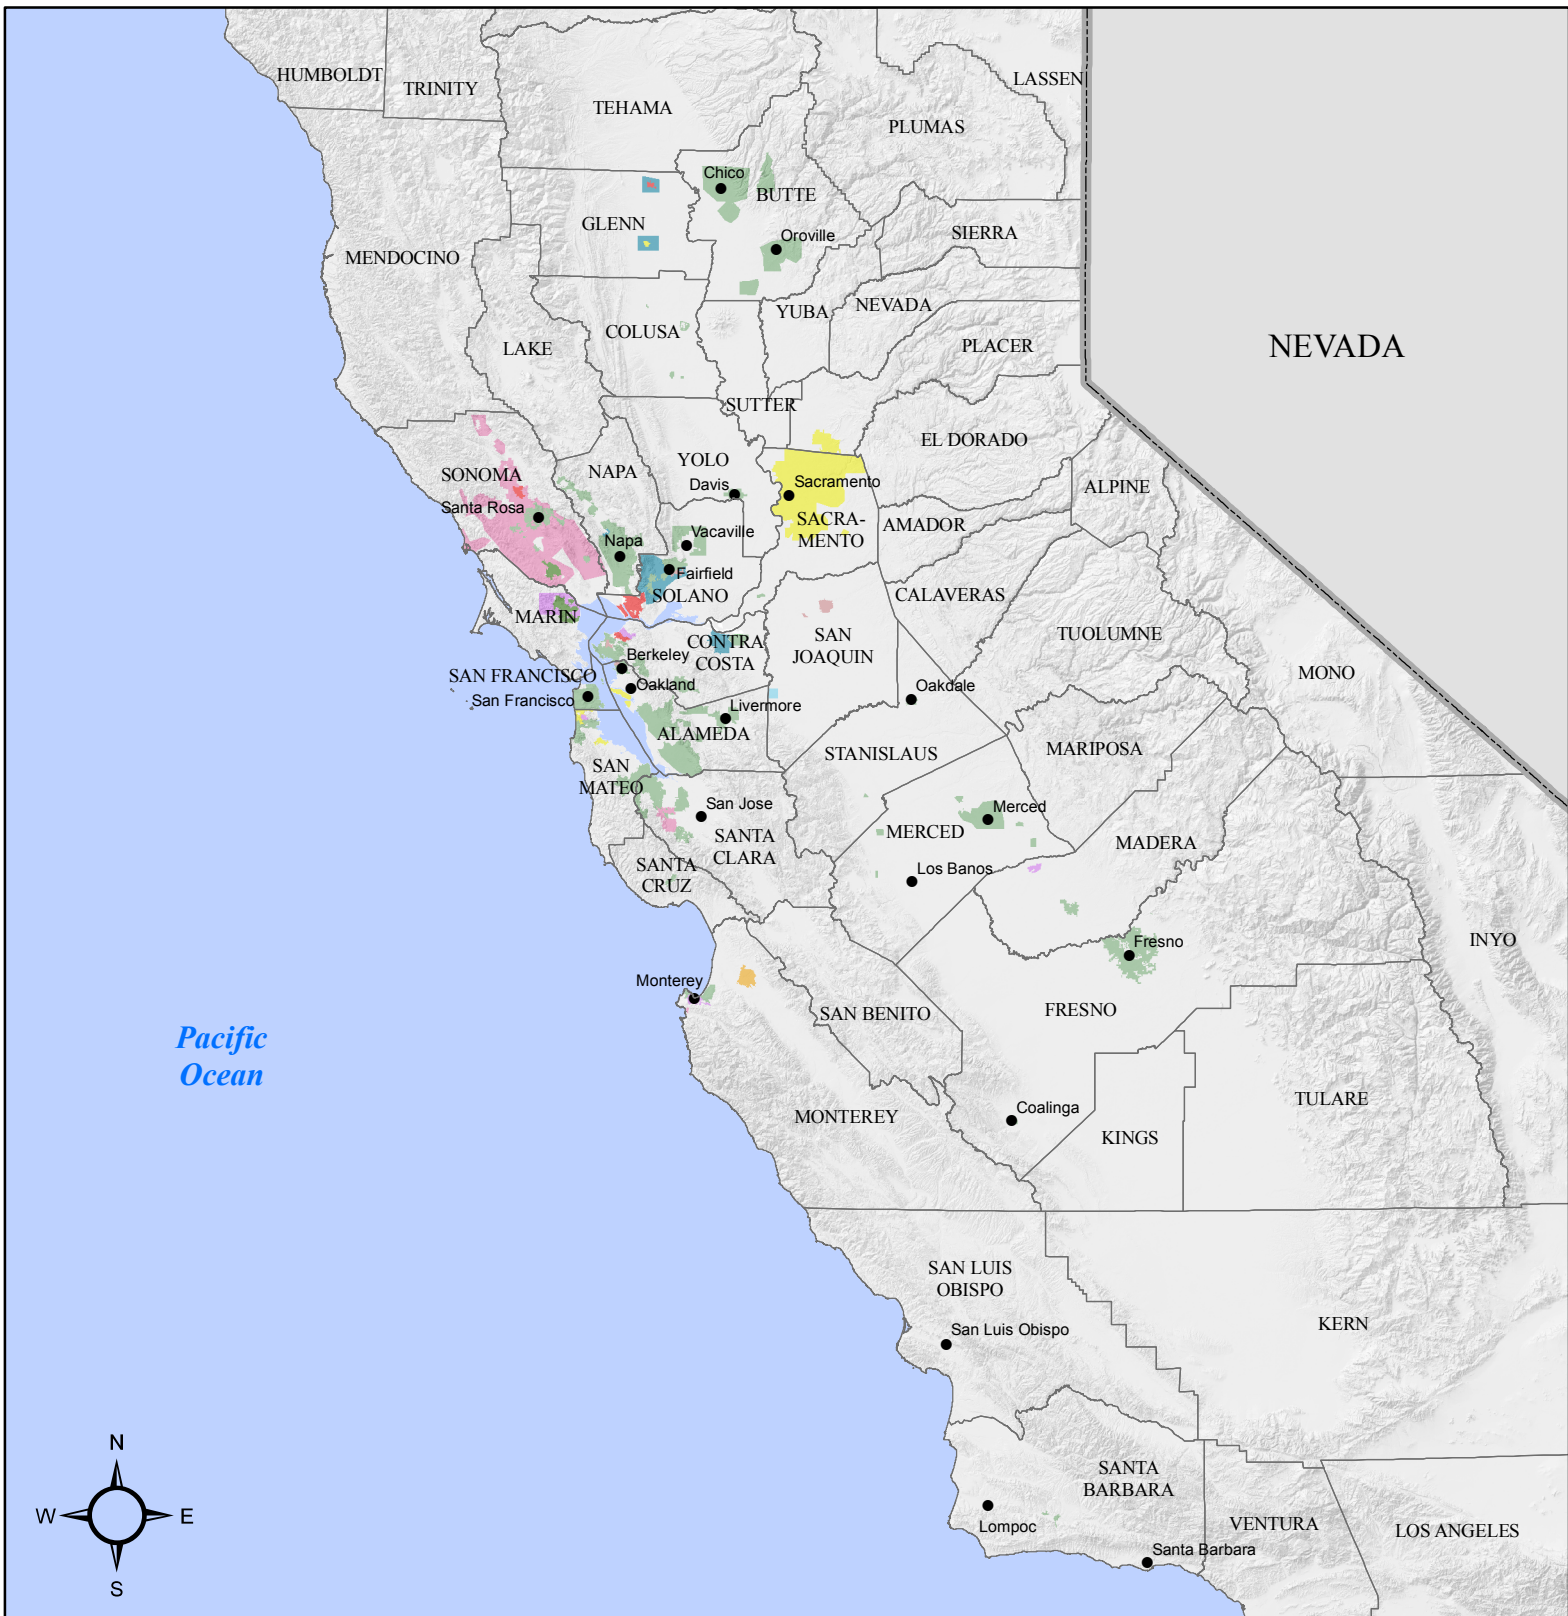 HUMBOLDT
TRINITY
LASSEN
TEHAMA
PLUMAS
Chico
BUTTE
GLENN
SIERRA
Oroville
MENDOCINO
NEVADA
YUBA
COLUSA
NEVADA
LAKE
PLACER
SUTTER
EL DORADO
SONOMA
NAPA
YOLO
Davis
Sacramento
ALPINE
Santa Rosa
SACRA-
MENTO
AMADOR
Vacaville
Napa
Fairfield
SOLANO
CALAVERAS
MARIN
TUOLUMNE
CONTRA
COSTA
SAN
JOAQUIN
Berkeley
MONO
SAN FRANCISCO
Oakland
San Francisco
Oakdale
Livermore
ALAMEDA
STANISLAUS
MARIPOSA
SAN
MATEO
San Jose
Merced
MERCED
SANTA
CLARA
MADERA
SANTA
CRUZ
Los Banos
Fresno
INYO
Monterey
SAN BENITO
FRESNO
Pacific
Ocean
TULARE
Coalinga
MONTEREY
KINGS
SAN LUIS
OBISPO
San Luis Obispo
KERN
N
W
E
S
SANTA
BARBARA
Lompoc
VENTURA
LOS ANGELES
Santa Barbara